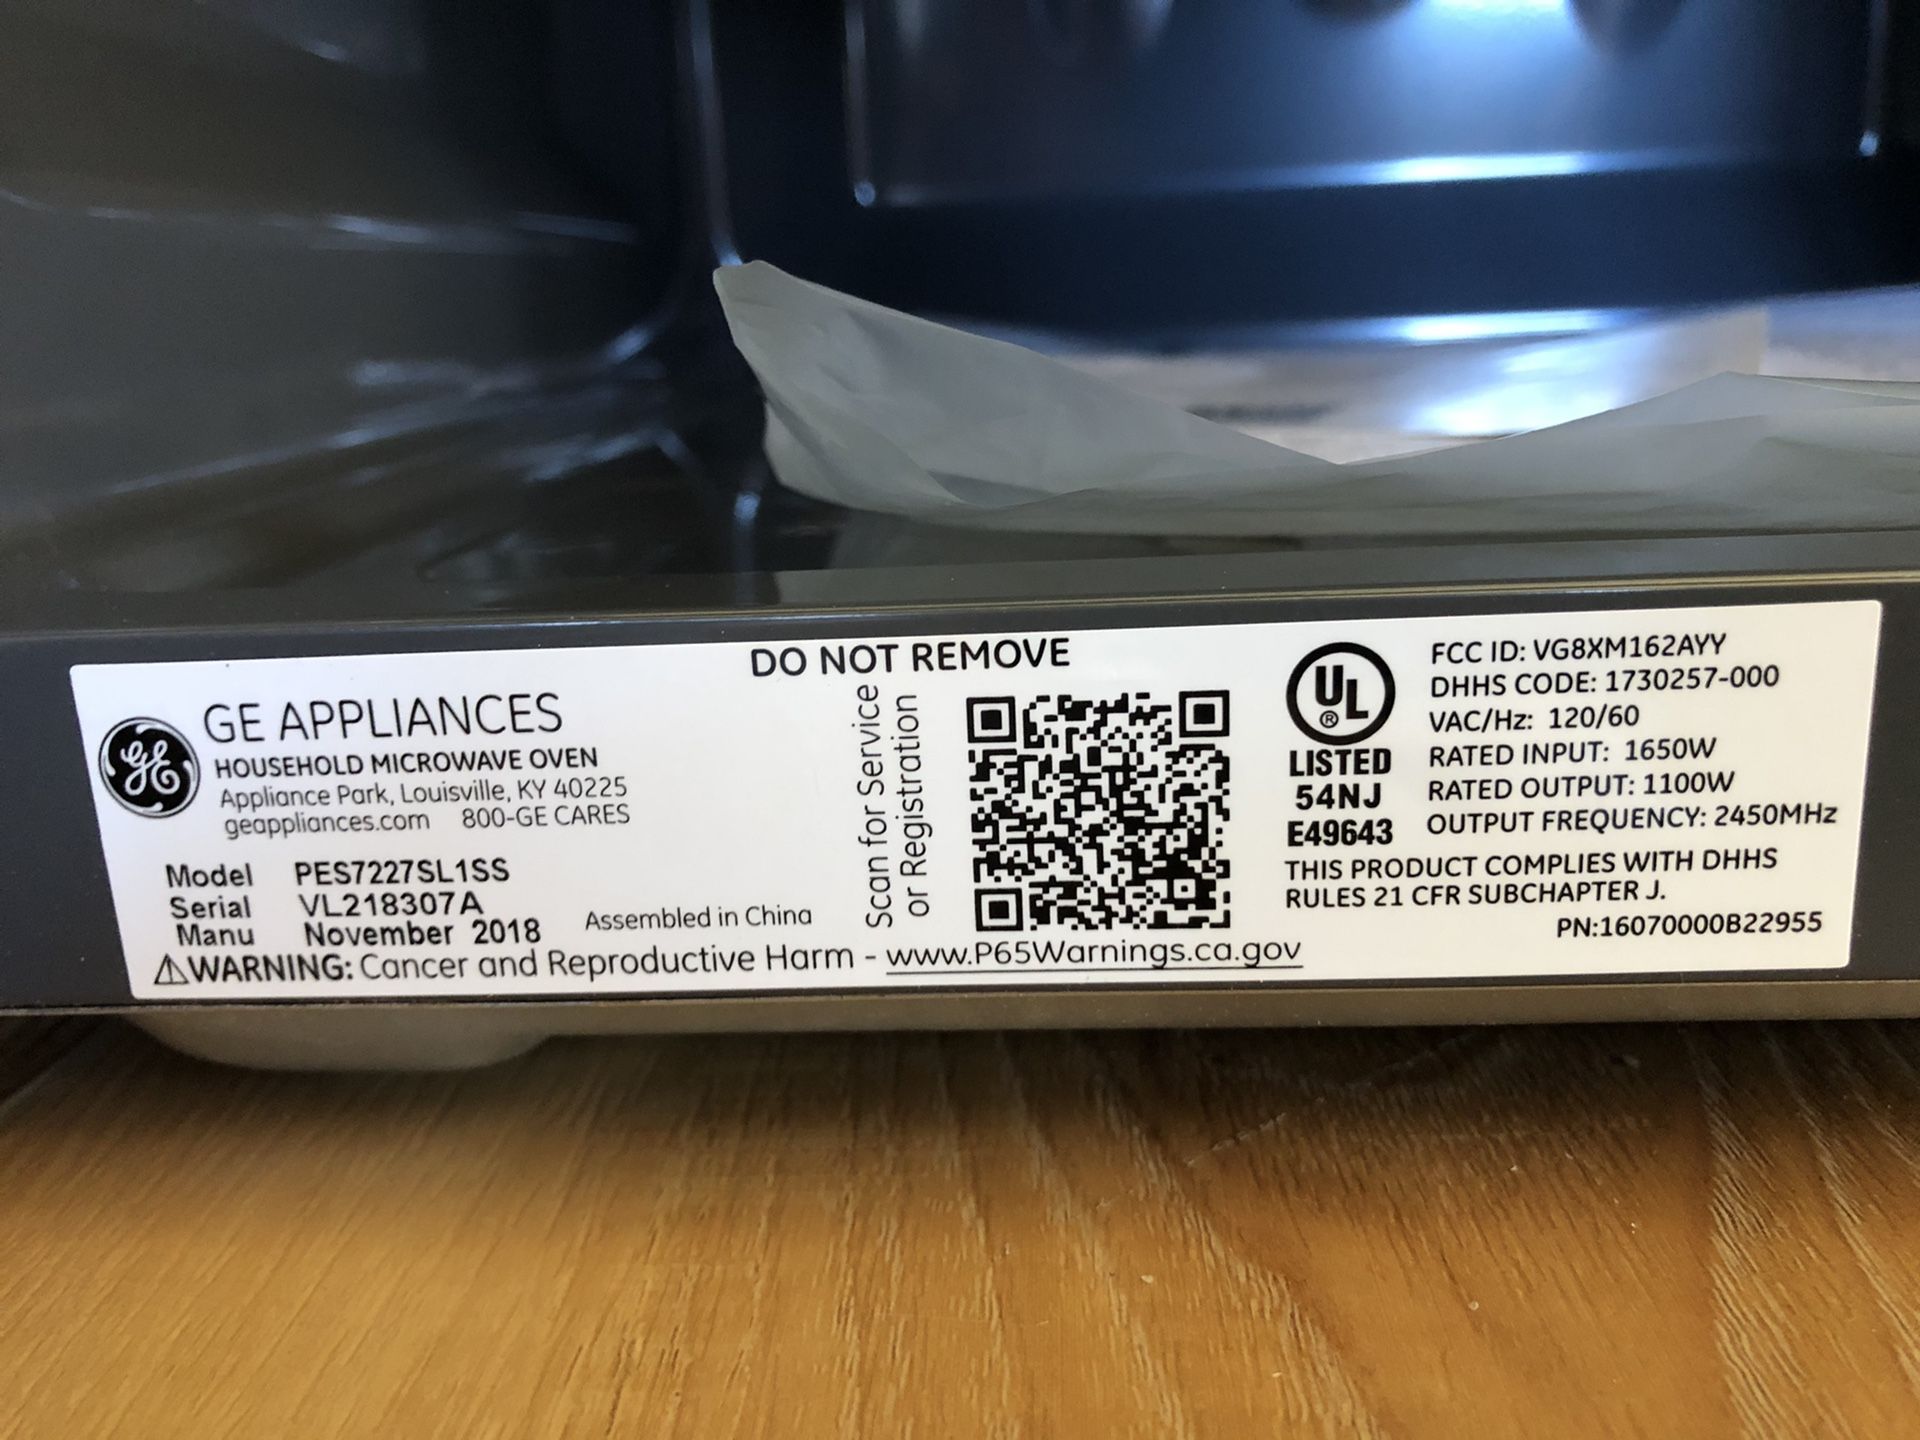 DO NOT REMOVE
GE
GE APPLIANCES
HOUSEHOLD MICROWAVE OVEN
Appliance Park, Louisville, KY 40225
geappliances.com 800-GE CARES
Model PES7227SL1SS
Serial VL218307A
Manu November 2018
Assembled in China
⚠WARNING: Cancer and Reproductive Harm - www.P65Warnings.ca.gov
Scan for Service
or Registration
UL
®
LISTED
54NJ
E49643
FCC ID: VG8XM162AYY
DHHS CODE: 1730257-000
VAC/Hz: 120/60
RATED INPUT: 1650W
RATED OUTPUT: 1100W
OUTPUT FREQUENCY: 2450MHz
THIS PRODUCT COMPLIES WITH DHHS
RULES 21 CFR SUBCHAPTER J.
PN:16070000B22955